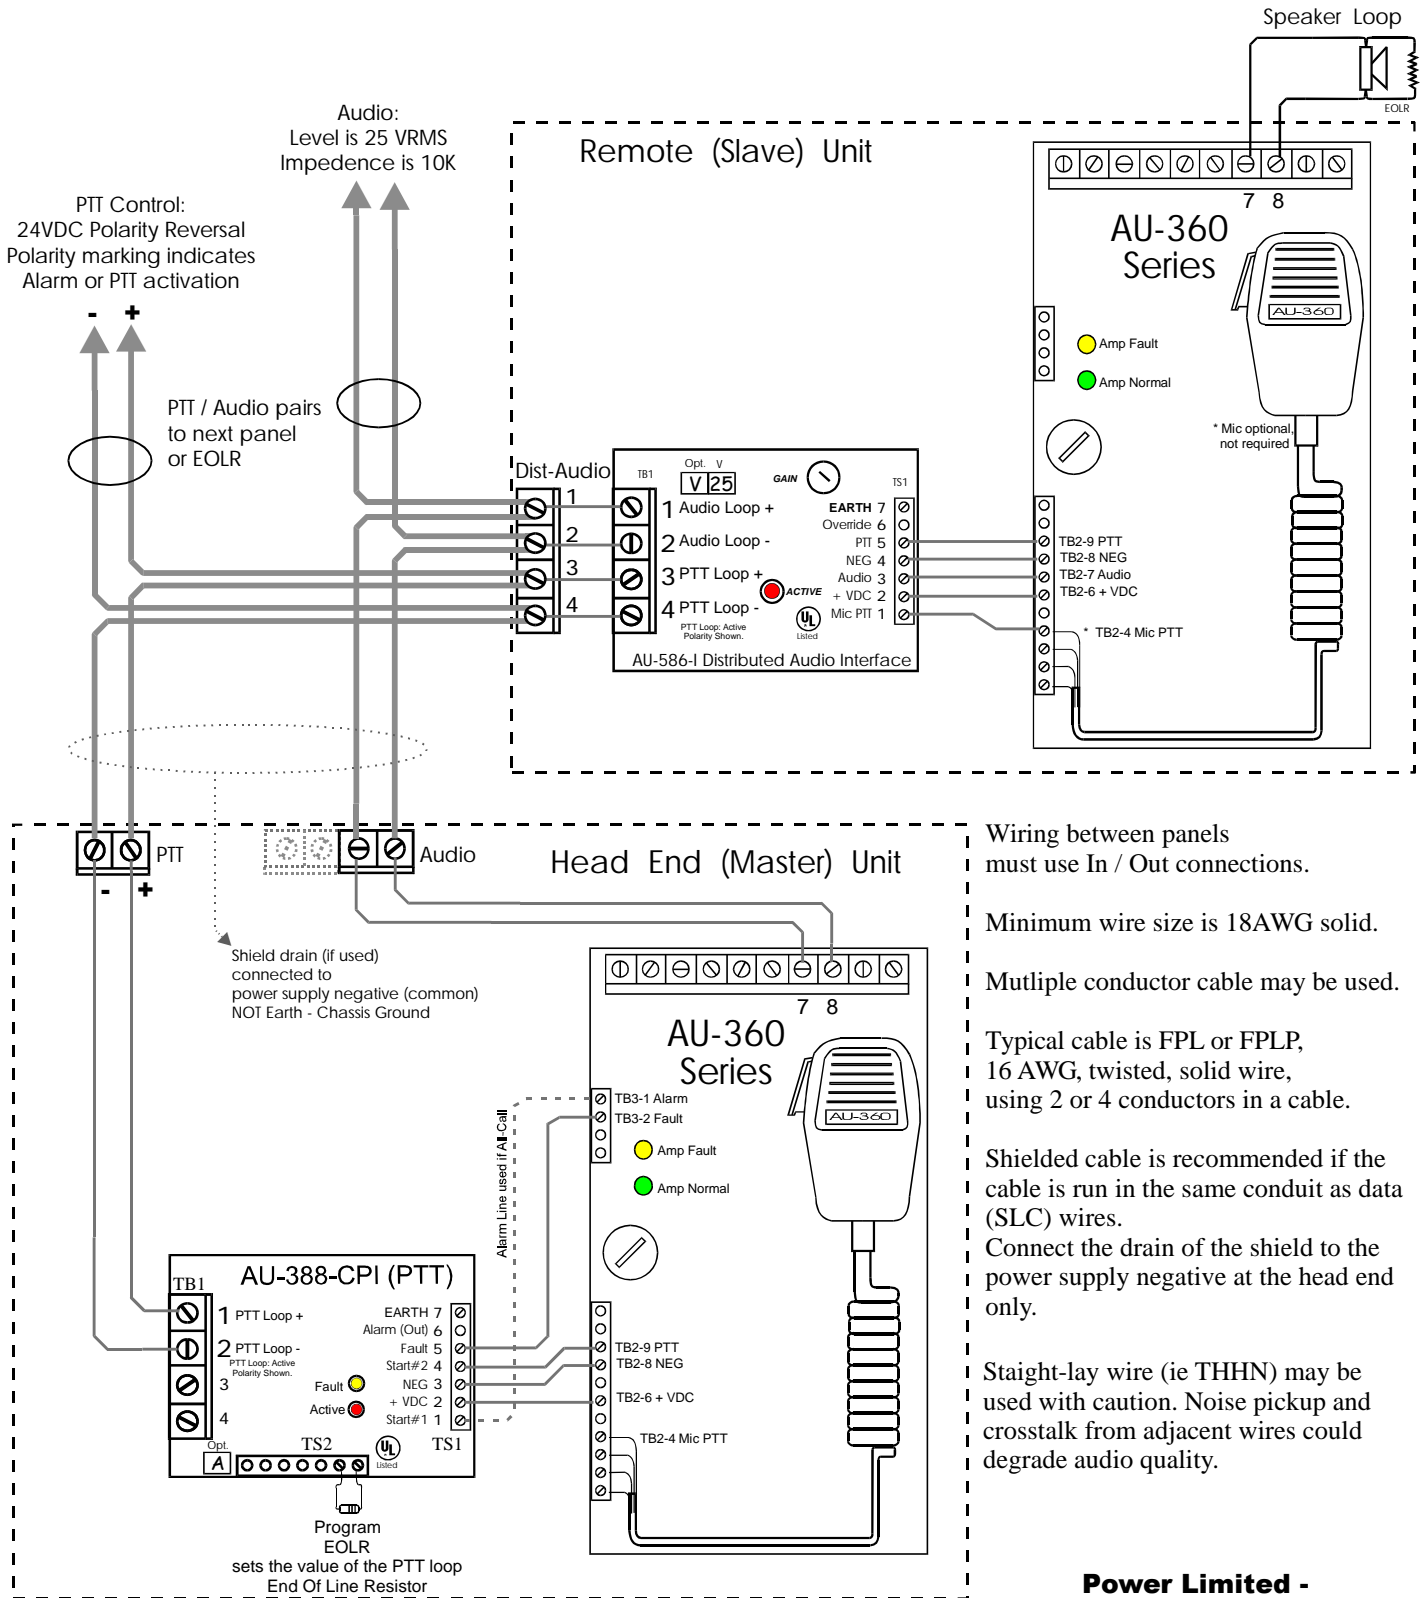 Speaker Loop
EOLR
Audio:
Level is 25 VRMS
Impedence is 10K
PTT Control:
24VDC Polarity Reversal
Polarity marking indicates
Alarm or PTT activation
- +
PTT / Audio pairs
to next panel
or EOLR
Remote (Slave) Unit
7 8
AU-360
Series
AU-360
Amp Fault
Amp Normal
* Mic optional,
not required
TB2-9 PTT
TB2-8 NEG
TB2-7 Audio
TB2-6 + VDC
* TB2-4 Mic PTT
Dist-Audio
1
2
3
4
TB1
Opt. V
V 25
GAIN
TS1
1 Audio Loop +
2 Audio Loop -
3 PTT Loop +
4 PTT Loop -
PTT Loop: Active
Polarity Shown.
ACTIVE
UL
Listed
EARTH 7
Override 6
PTT 5
NEG 4
Audio 3
+ VDC 2
Mic PTT 1
AU-586-I Distributed Audio Interface
PTT
- +
Audio
Head End (Master) Unit
Shield drain (if used)
connected to
power supply negative (common)
NOT Earth - Chassis Ground
7 8
AU-360
Series
AU-360
TB3-1 Alarm
TB3-2 Fault
Amp Fault
Amp Normal
Alarm Line used if All-Call
TB2-9 PTT
TB2-8 NEG
TB2-6 + VDC
TB2-4 Mic PTT
AU-388-CPI (PTT)
TB1
1 PTT Loop +
2 PTT Loop -
PTT Loop: Active
Polarity Shown.
3
4
Fault
Active
EARTH 7
Alarm (Out) 6
Fault 5
Start#2 4
NEG 3
+ VDC 2
Start#1 1
Opt.
A
TS2
UL
Listed
TS1
Program
EOLR
sets the value of the PTT loop
End Of Line Resistor
Wiring between panels
must use In / Out connections.
Minimum wire size is 18AWG solid.
Mutliple conductor cable may be used.
Typical cable is FPL or FPLP,
16 AWG, twisted, solid wire,
using 2 or 4 conductors in a cable.
Shielded cable is recommended if the
cable is run in the same conduit as data
(SLC) wires.
Connect the drain of the shield to the
power supply negative at the head end
only.
Staight-lay wire (ie THHN) may be
used with caution. Noise pickup and
crosstalk from adjacent wires could
degrade audio quality.
Power Limited -